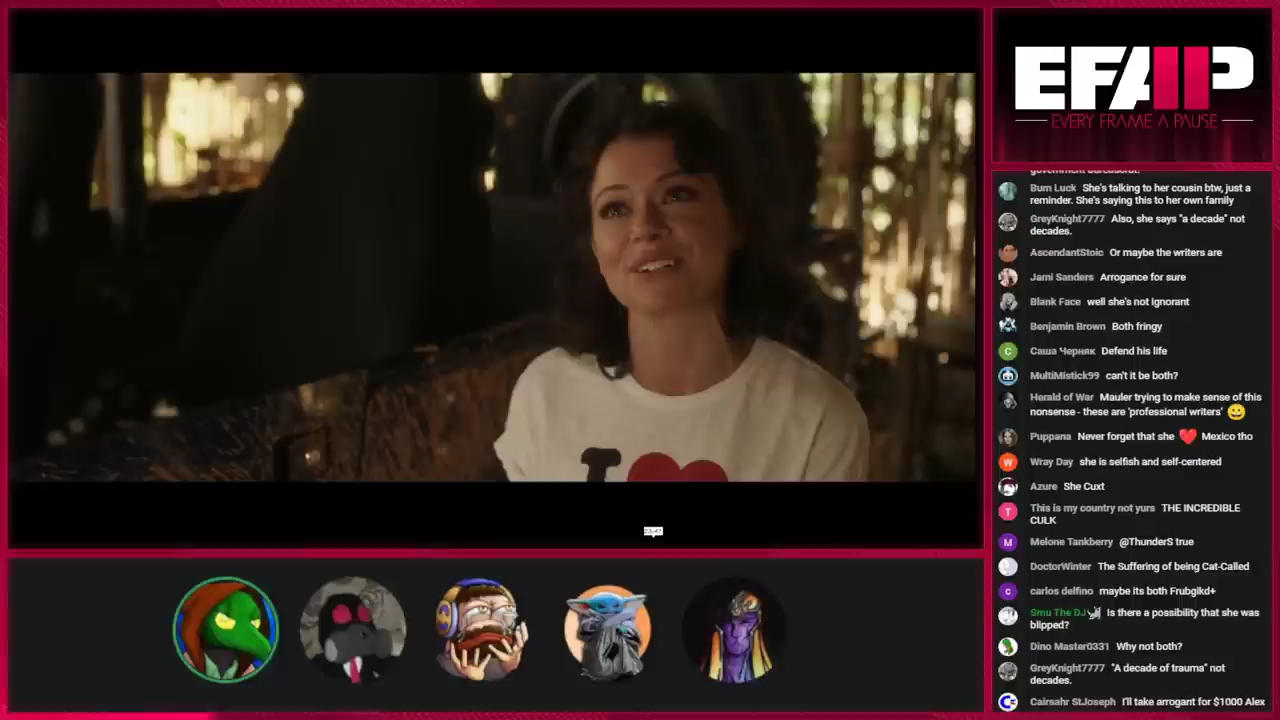 EFAP
EVERY FRAME A PAUSE
government bureaucrat.
Bum Luck She's talking to her cousin btw, just a
reminder. She's saying this to her own family
GreyKnight7777 Also, she says "a decade" not
decades.
AscendantStoic Or maybe the writers are
Jami Sanders Arrogance for sure
Blank Face well she's not ignorant
Benjamin Brown Both fringy
Саша Черняк Defend his life
MultiMistick99 can't it be both?
Herald of War Mauler trying to make sense of this
nonsense - these are 'professional writers' 😀
Puppana Never forget that she ❤️ Mexico tho
Wray Day she is selfish and self-centered
Azure She Cuxt
This is my country not yurs THE INCREDIBLE
CULK
Melone Tankberry @ThunderS true
DoctorWinter The Suffering of being Cat-Called
carlos delfino maybe its both Frubgikd+
Smu The DJ Is there a possibility that she was
blipped?
Dino Master0331 Why not both?
GreyKnight7777 "A decade of trauma" not
decades.
Cairsahr StJoseph I'll take arrogant for $1000 Alex
I